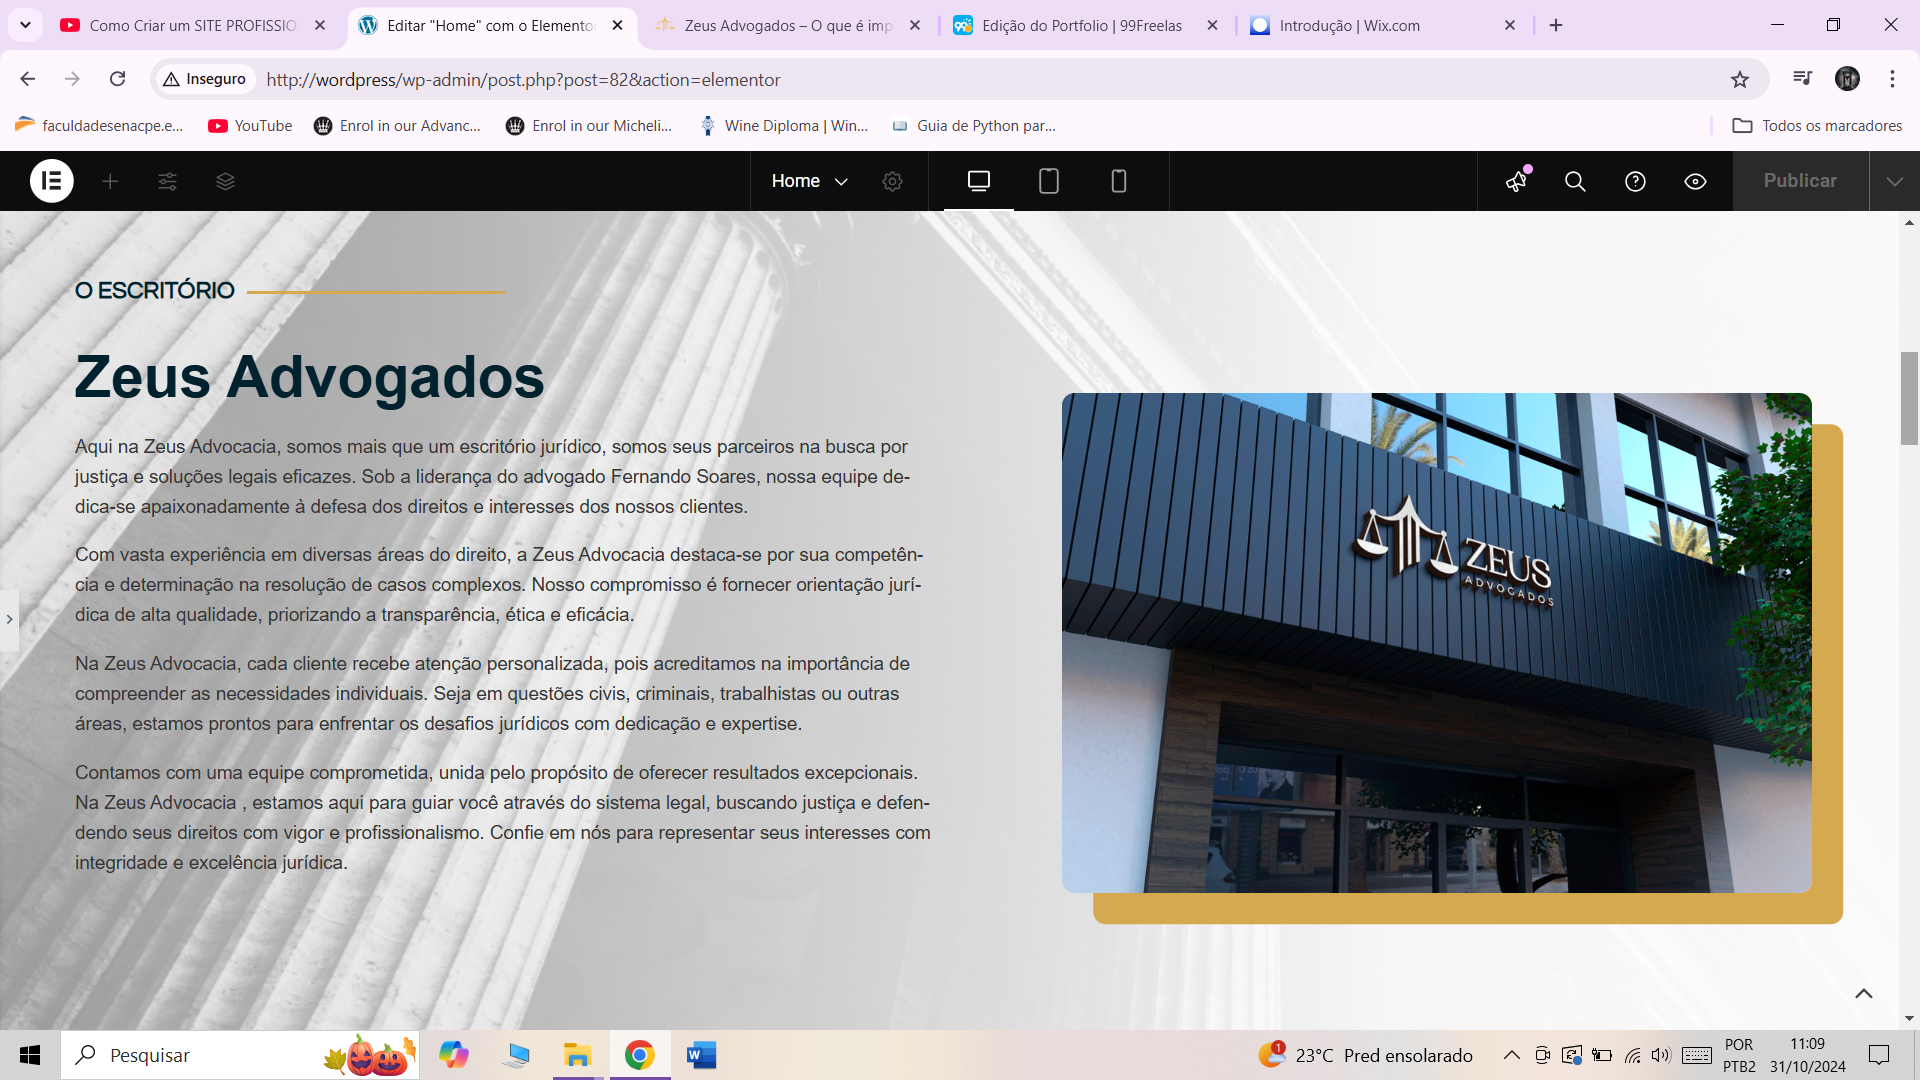 Como Criar um SITE PROFISSIO
Editar "Home" com o Elementor
Zeus Advogados – O que é imp
Edição do Portfolio | 99Freelas
Introdução | Wix.com
Inseguro
http://wordpress/wp-admin/post.php?post=82&action=elementor
faculdadesenacpe.e...
YouTube
Enrol in our Advanc...
Enrol in our Micheli...
Wine Diploma | Win...
Guia de Python par...
Todos os marcadores
Home
Publicar
O ESCRITÓRIO
Zeus Advogados
Aqui na Zeus Advocacia, somos mais que um escritório jurídico, somos seus parceiros na busca por
justiça e soluções legais eficazes. Sob a liderança do advogado Fernando Soares, nossa equipe de-
dica-se apaixonadamente à defesa dos direitos e interesses dos nossos clientes.
Com vasta experiência em diversas áreas do direito, a Zeus Advocacia destaca-se por sua competên-
cia e determinação na resolução de casos complexos. Nosso compromisso é fornecer orientação jurí-
dica de alta qualidade, priorizando a transparência, ética e eficácia.
Na Zeus Advocacia, cada cliente recebe atenção personalizada, pois acreditamos na importância de
compreender as necessidades individuais. Seja em questões civis, criminais, trabalhistas ou outras
áreas, estamos prontos para enfrentar os desafios jurídicos com dedicação e expertise.
Contamos com uma equipe comprometida, unida pelo propósito de oferecer resultados excepcionais.
Na Zeus Advocacia , estamos aqui para guiar você através do sistema legal, buscando justiça e defen-
dendo seus direitos com vigor e profissionalismo. Confie em nós para representar seus interesses com
integridade e excelência jurídica.
ZEUS
ADVOGADOS
Pesquisar
1
23°C Pred ensolarado
POR
PTB2
11:09
31/10/2024